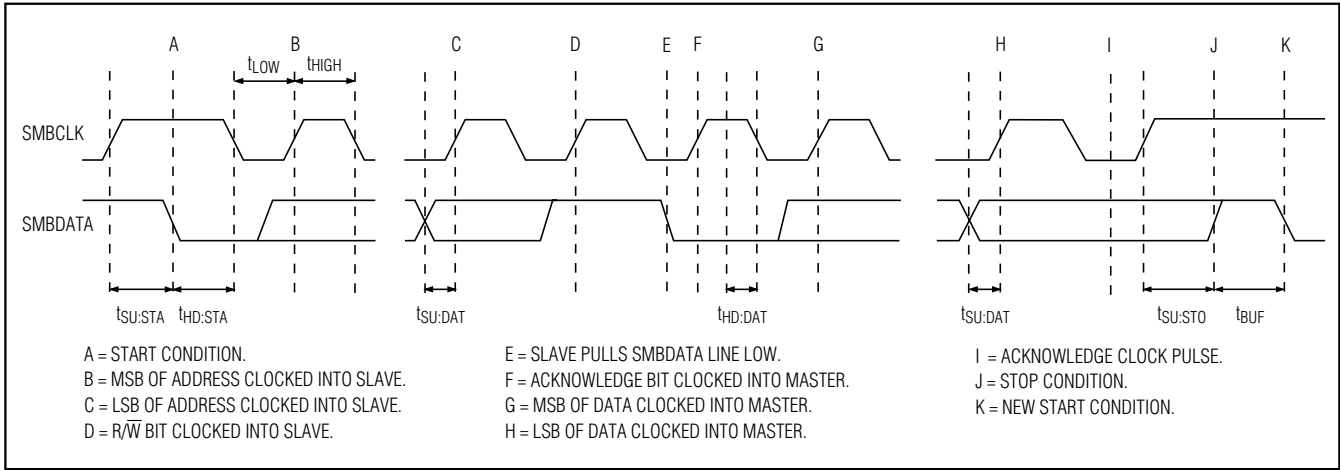 A B C D E F G H I J K
tLOW tHIGH
SMBCLK
SMBDATA
tSU:STA tHD:STA tSU:DAT tHD:DAT tSU:DAT tSU:STO tBUF
A = START CONDITION.
B = MSB OF ADDRESS CLOCKED INTO SLAVE.
C = LSB OF ADDRESS CLOCKED INTO SLAVE.
D = R/W̅ BIT CLOCKED INTO SLAVE.
E = SLAVE PULLS SMBDATA LINE LOW.
F = ACKNOWLEDGE BIT CLOCKED INTO MASTER.
G = MSB OF DATA CLOCKED INTO MASTER.
H = LSB OF DATA CLOCKED INTO MASTER.
I = ACKNOWLEDGE CLOCK PULSE.
J = STOP CONDITION.
K = NEW START CONDITION.